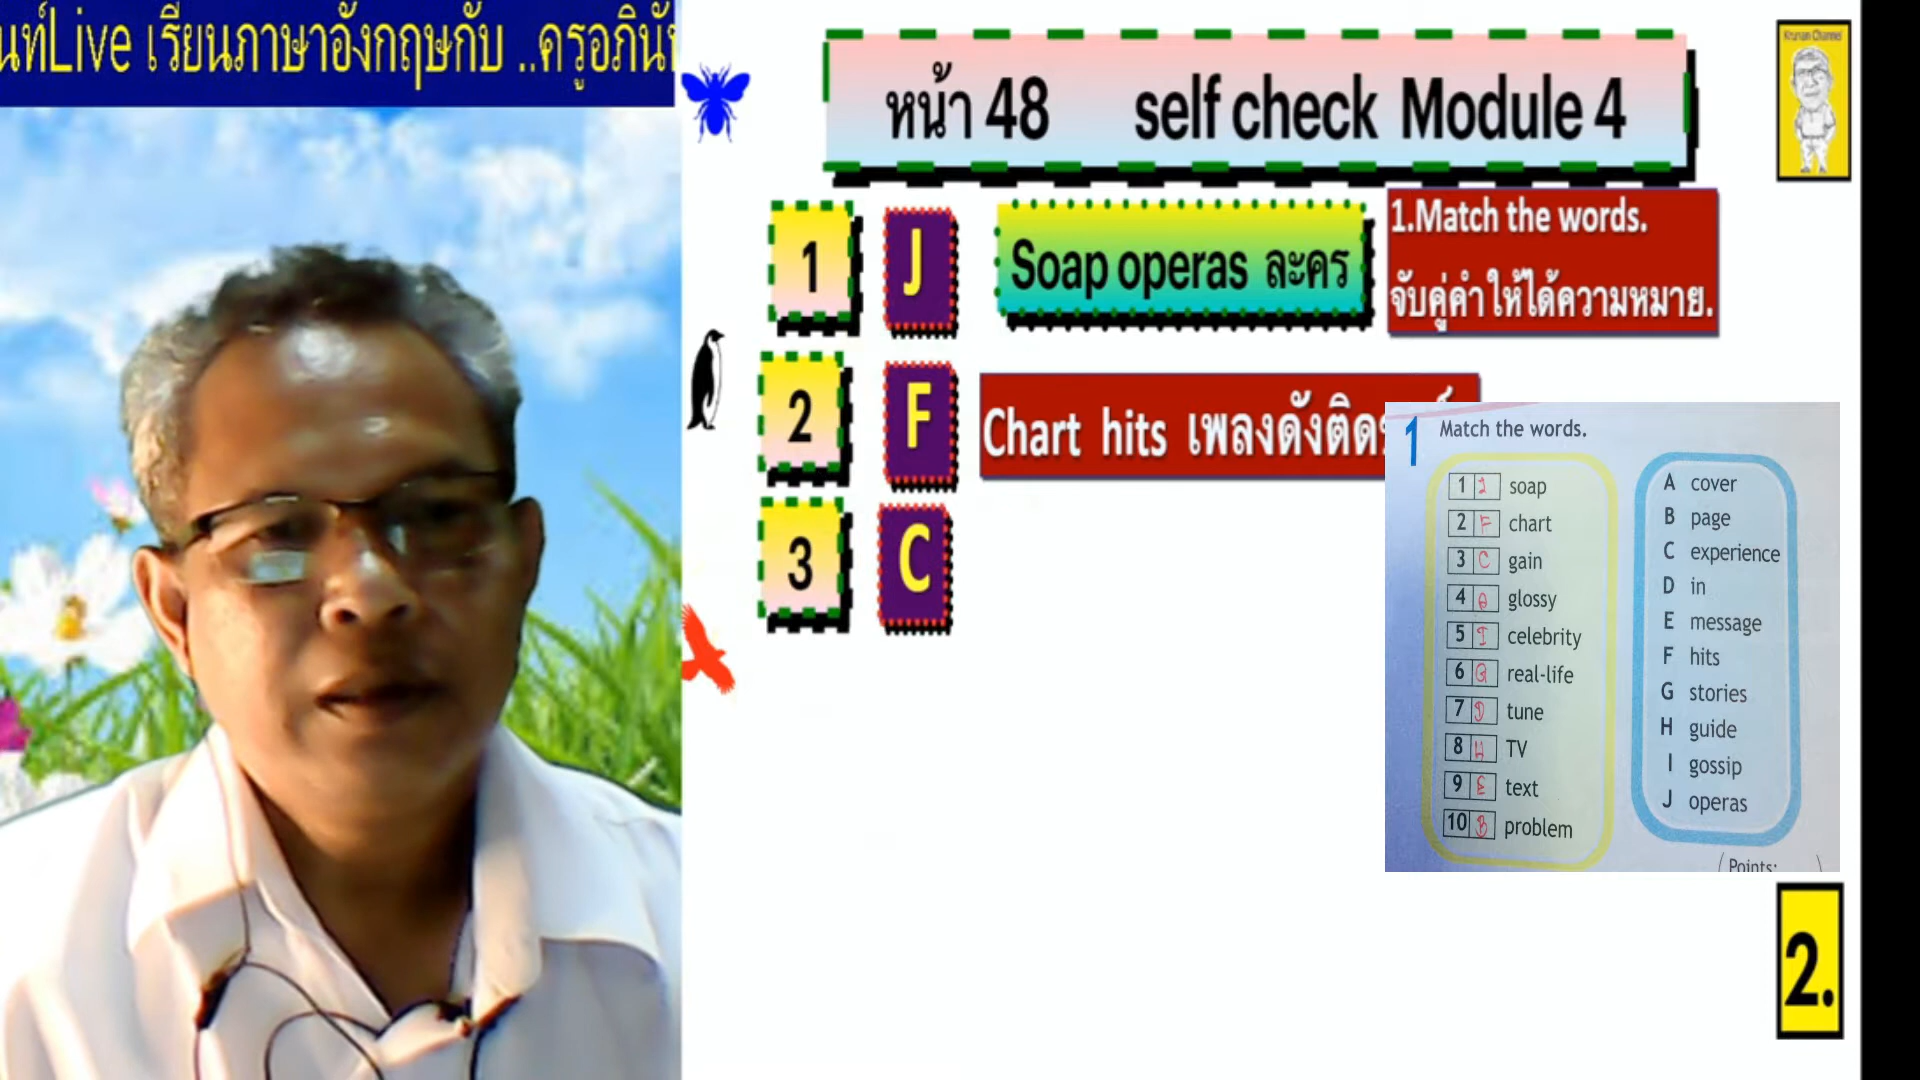 นท์Live เรียนภาษาอังกฤษกับ ..ครูอภินัน
Krunan Channel
หน้า 48 self check Module 4
1 J Soap operas ละคร
1.Match the words.
จับคู่คำให้ได้ความหมาย.
2 F Chart hits เพลงดังติด
3 C
1 Match the words.
1 J soap
2 F chart
3 C gain
4 A glossy
5 I celebrity
6 G real-life
7 D tune
8 H TV
9 E text
10 B problem
A cover
B page
C experience
D in
E message
F hits
G stories
H guide
I gossip
J operas
(Points: )
2.